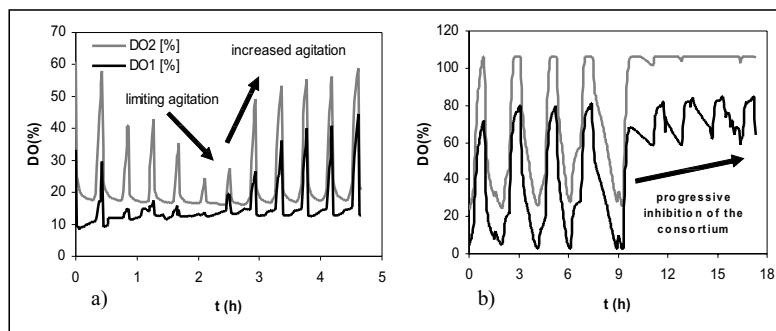 70
60
50
40
30
20
10
0
DO(%)
DO2 [%]
DO1 [%]
increased agitation
limiting agitation
0 1 2 3 4 5
a)
t (h)
120
100
80
60
40
20
0
DO(%)
progressive
inhibition of the
consortium
0 3 6 9 12 15 18
b)
t (h)